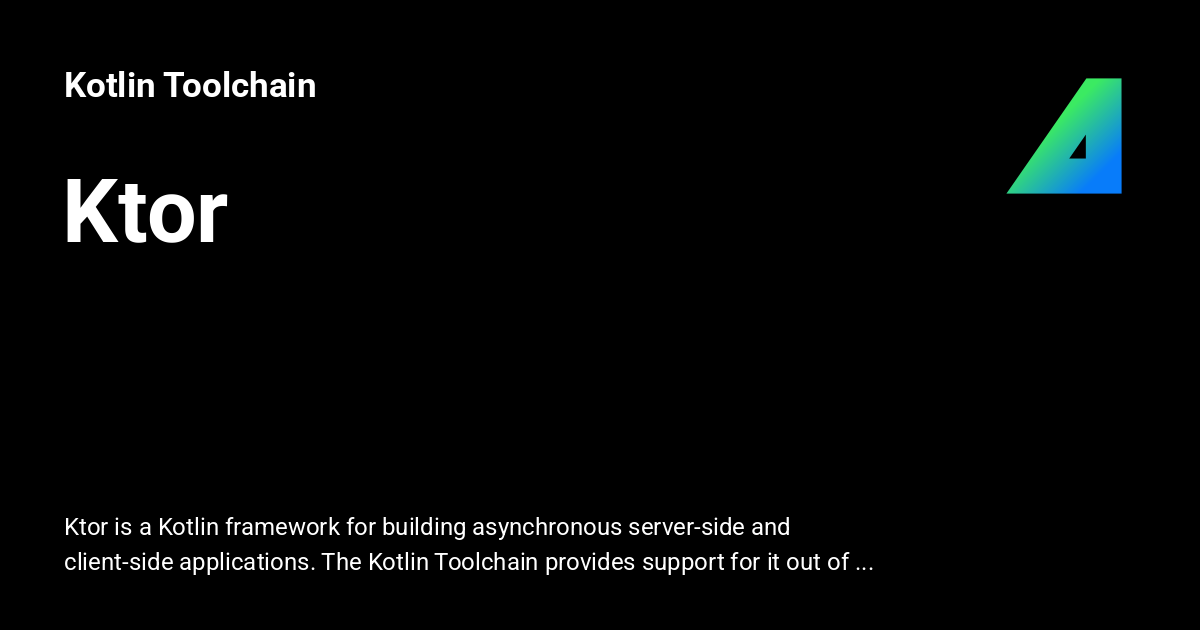 Kotlin Toolchain
Ktor
Ktor is a Kotlin framework for building asynchronous server-side and
client-side applications. The Kotlin Toolchain provides support for it out of ...